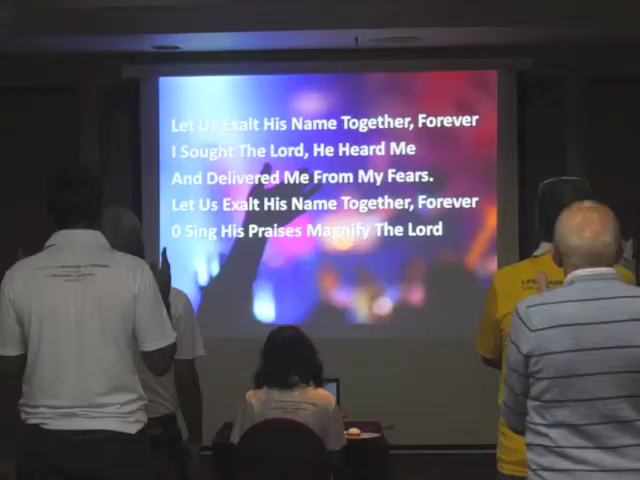 Let Us Exalt His Name Together, Forever
I Sought The Lord, He Heard Me
And Delivered Me From My Fears.
Let Us Exalt His Name Together, Forever
0 Sing His Praises Magnify The Lord